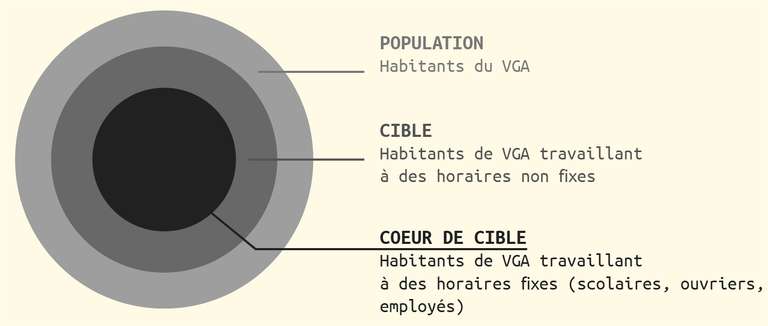 POPULATION
Habitants du VGA
CIBLE
Habitants de VGA travaillant
à des horaires non fixes
COEUR DE CIBLE
Habitants de VGA travaillant
à des horaires fixes (scolaires, ouvriers,
employés)